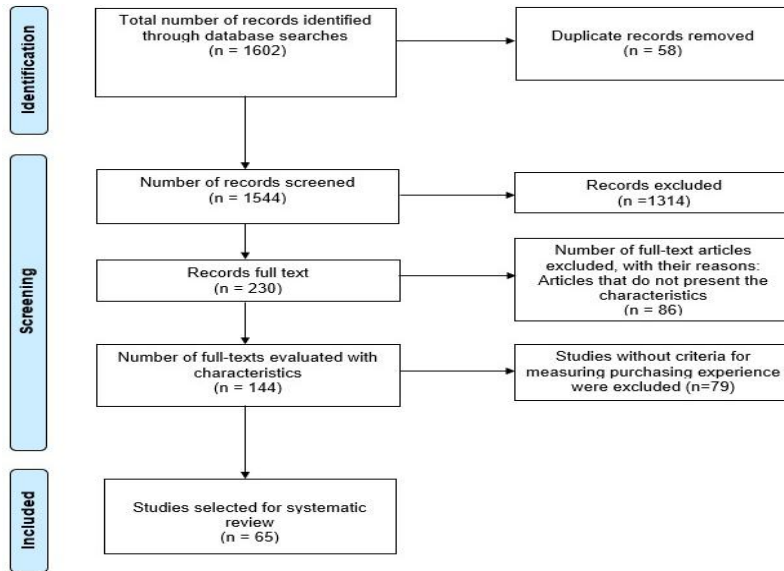 Identification
Total number of records identified
through database searches
(n = 1602)
Duplicate records removed
(n = 58)
Screening
Number of records screened
(n = 1544)
Records excluded
(n =1314)
Records full text
(n = 230)
Number of full-text articles
excluded, with their reasons:
Articles that do not present the
characteristics
(n = 86)
Number of full-texts evaluated with
characteristics
(n = 144)
Studies without criteria for
measuring purchasing experience
were excluded (n=79)
Included
Studies selected for systematic
review
(n = 65)